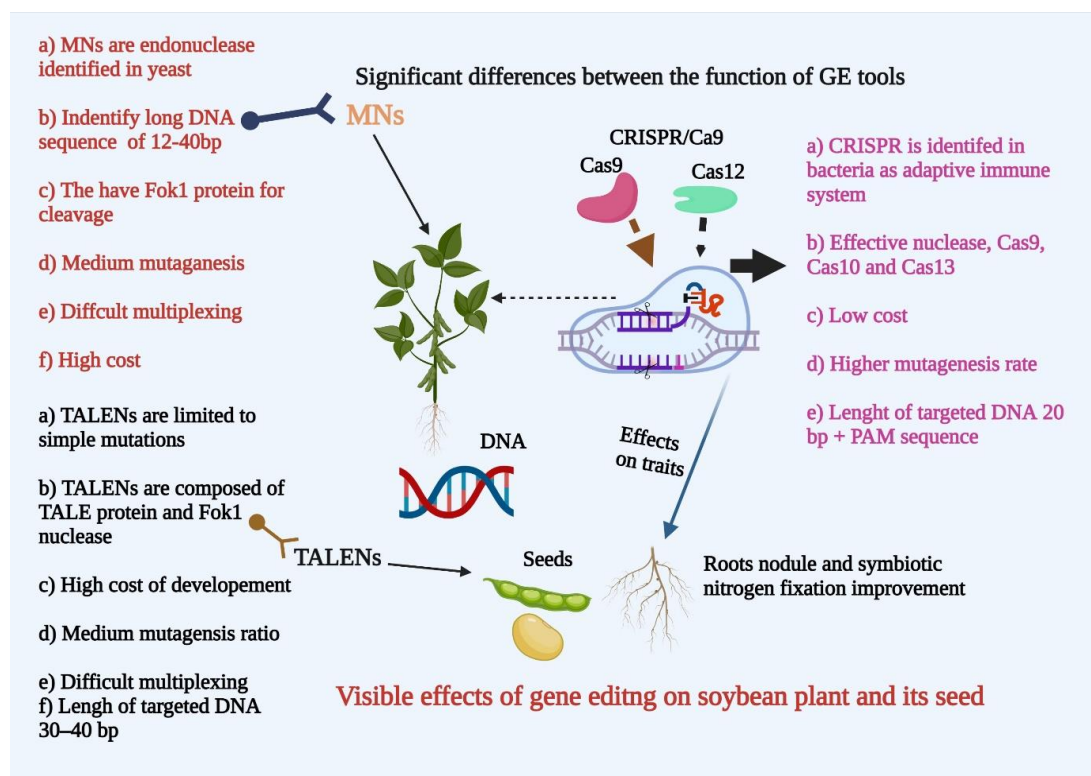 a) MNs are endonuclease
identified in yeast
b) Indentify long DNA
sequence of 12-40bp
c) The have Fok1 protein for
cleavage
d) Medium mutaganesis
e) Diffcult multiplexing
f) High cost
Significant differences between the function of GE tools
MNs
CRISPR/Ca9
Cas9
Cas12
a) CRISPR is identifed in
bacteria as adaptive immune
system
b) Effective nuclease, Cas9,
Cas10 and Cas13
c) Low cost
d) Higher mutagenesis rate
e) Lenght of targeted DNA 20
bp + PAM sequence
a) TALENs are limited to
simple mutations
b) TALENs are composed of
TALE protein and Fok1
nuclease
c) High cost of developement
d) Medium mutagensis ratio
e) Difficult multiplexing
f) Lengh of targeted DNA
30–40 bp
DNA
Effects
on traits
TALENs
Seeds
Roots nodule and symbiotic
nitrogen fixation improvement
Visible effects of gene editng on soybean plant and its seed